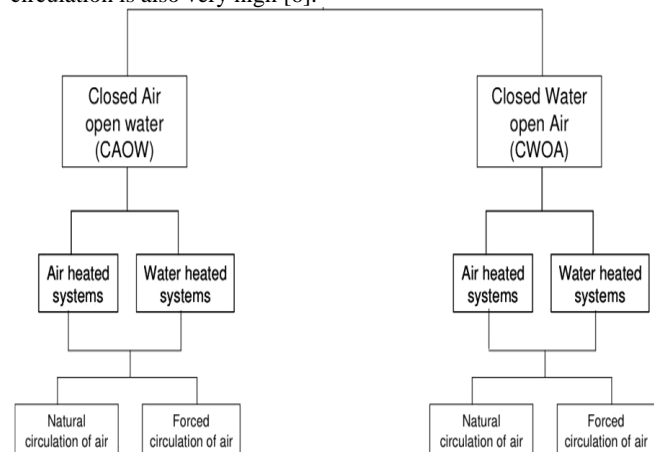 circulation is also very high [6].
Closed Air
open water
(CAOW)
Closed Water
open Air
(CWOA)
Air heated
systems
Water heated
systems
Air heated
systems
Water heated
systems
Natural
circulation of air
Forced
circulation of air
Natural
circulation of air
Forced
circulation of air